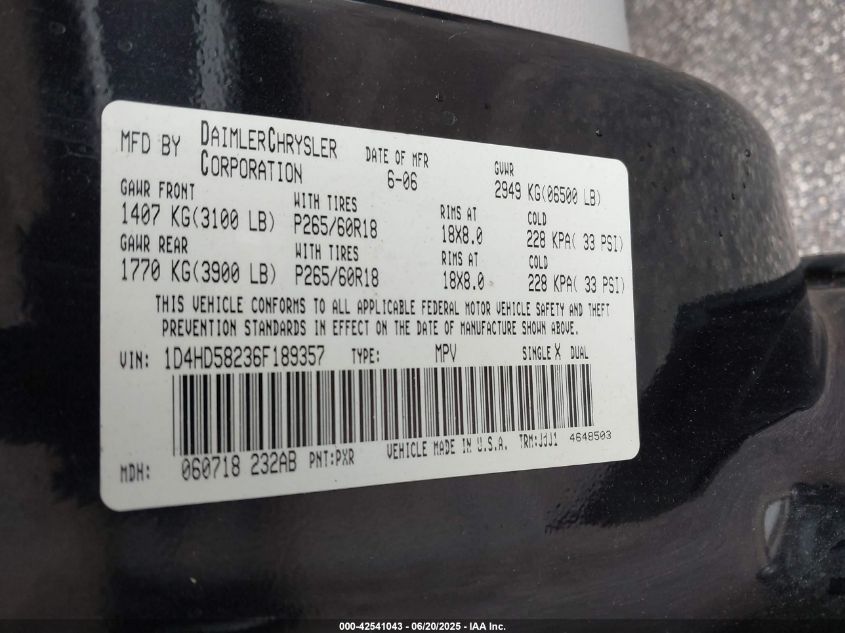 MFD BY DAIMLERCHRYSLER CORPORATION DATE OF MFR 6-06 GVWR 2949 KG(06500 LB)
GAWR FRONT WITH TIRES RIMS AT COLD
1407 KG(3100 LB) P265/60R18 18X8.0 228 KPA( 33 PSI)
GAWR REAR WITH TIRES RIMS AT COLD
1770 KG(3900 LB) P265/60R18 18X8.0 228 KPA( 33 PSI)
THIS VEHICLE CONFORMS TO ALL APPLICABLE FEDERAL MOTOR VEHICLE SAFETY AND THEFT
PREVENTION STANDARDS IN EFFECT ON THE DATE OF MANUFACTURE SHOWN ABOVE.
VIN: 1D4HD58236F189357 TYPE: MPV SINGLE X DUAL
MDH: 060718 232AB PNT:PXR VEHICLE MADE IN U.S.A. TRM:J1J1 4648503
000-42541043 / 06/20/2025 - IAA Inc.